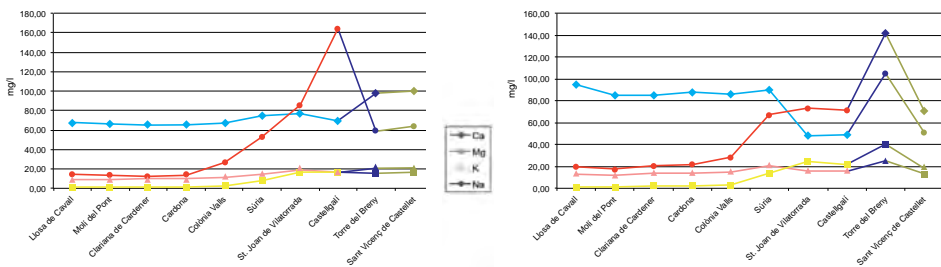 180,00
160,00
140,00
120,00
100,00
80,00
60,00
40,00
20,00
0,00
mg/l
Llosa de Cavall
Molí del Pont
Clariana de Cardener
Cardona
Colònia Valls
Súria
St. Joan de Vilatorrada
Castellgalí
Torre del Breny
Sant Vicenç de Castellet
Ca
Mg
K
Na
160,00
140,00
120,00
100,00
80,00
60,00
40,00
20,00
0,00
mg/l
Llosa de Cavall
Molí del Pont
Clariana de Cardener
Cardona
Colònia Valls
Súria
St. Joan de Vilatorrada
Castellgalí
Torre del Breny
Sant Vicenç de Castellet